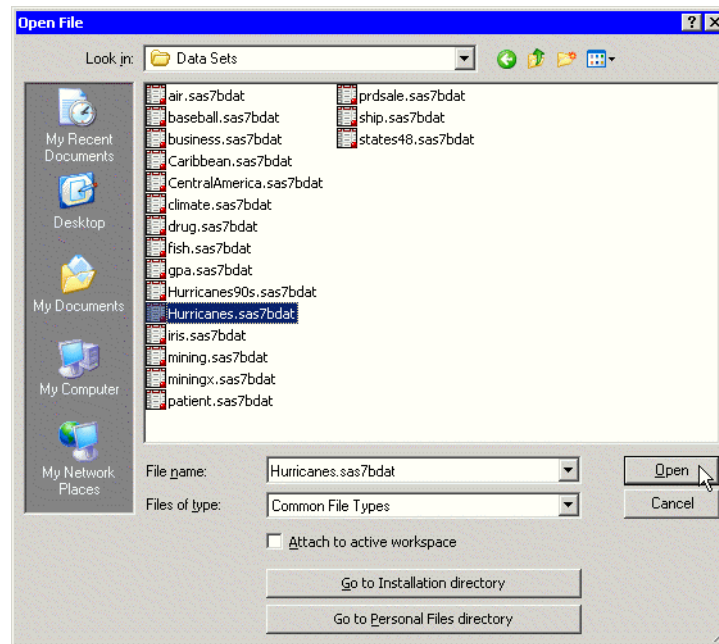 Open File
Look in: Data Sets
My Recent
Documents
Desktop
My Documents
My Computer
My Network
Places
air.sas7bdat
baseball.sas7bdat
business.sas7bdat
Caribbean.sas7bdat
CentralAmerica.sas7bdat
climate.sas7bdat
drug.sas7bdat
fish.sas7bdat
gpa.sas7bdat
Hurricanes90s.sas7bdat
Hurricanes.sas7bdat
iris.sas7bdat
mining.sas7bdat
miningx.sas7bdat
patient.sas7bdat
prdsale.sas7bdat
ship.sas7bdat
states48.sas7bdat
File name: Hurricanes.sas7bdat Open
Files of type: Common File Types Cancel
Attach to active workspace
Go to Installation directory
Go to Personal Files directory